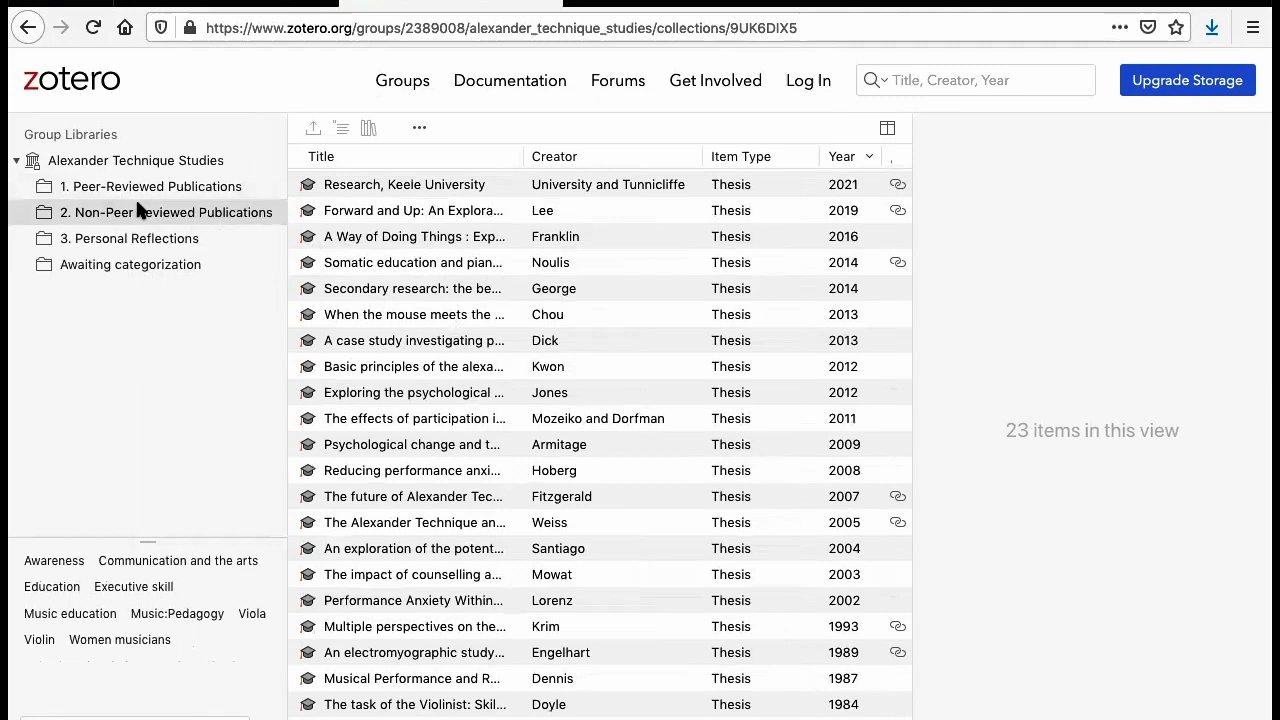 https://www.zotero.org/groups/2389008/alexander_technique_studies/collections/9UK6DIX5
zotero
Groups Documentation Forums Get Involved Log In Title, Creator, Year Upgrade Storage
Group Libraries
Alexander Technique Studies
1. Peer-Reviewed Publications
2. Non-Peer Reviewed Publications
3. Personal Reflections
Awaiting categorization
Title Creator Item Type Year
Research, Keele University University and Tunnicliffe Thesis 2021
Forward and Up: An Explora... Lee Thesis 2019
A Way of Doing Things : Exp... Franklin Thesis 2016
Somatic education and pian... Noulis Thesis 2014
Secondary research: the be... George Thesis 2014
When the mouse meets the ... Chou Thesis 2013
A case study investigating p... Dick Thesis 2013
Basic principles of the alexa... Kwon Thesis 2012
Exploring the psychological ... Jones Thesis 2012
The effects of participation i... Mozeiko and Dorfman Thesis 2011
Psychological change and t... Armitage Thesis 2009
Reducing performance anxi... Hoberg Thesis 2008
The future of Alexander Tec... Fitzgerald Thesis 2007
The Alexander Technique an... Weiss Thesis 2005
An exploration of the potent... Santiago Thesis 2004
The impact of counselling a... Mowat Thesis 2003
Performance Anxiety Within... Lorenz Thesis 2002
Multiple perspectives on the... Krim Thesis 1993
An electromyographic study... Engelhart Thesis 1989
Musical Performance and R... Dennis Thesis 1987
The task of the Violinist: Skil... Doyle Thesis 1984
23 items in this view
Awareness Communication and the arts
Education Executive skill
Music education Music:Pedagogy Viola
Violin Women musicians